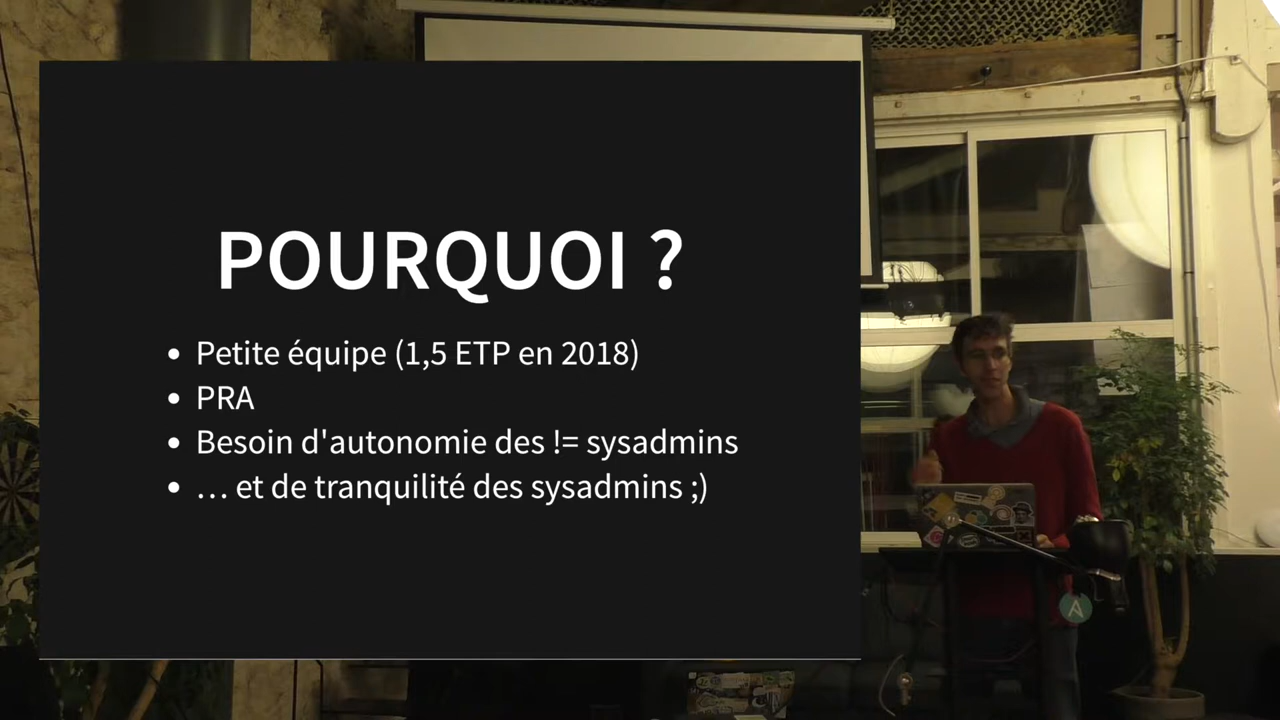 POURQUOI ?
• Petite équipe (1,5 ETP en 2018)
• PRA
• Besoin d'autonomie des != sysadmins
• … et de tranquilité des sysadmins ;)